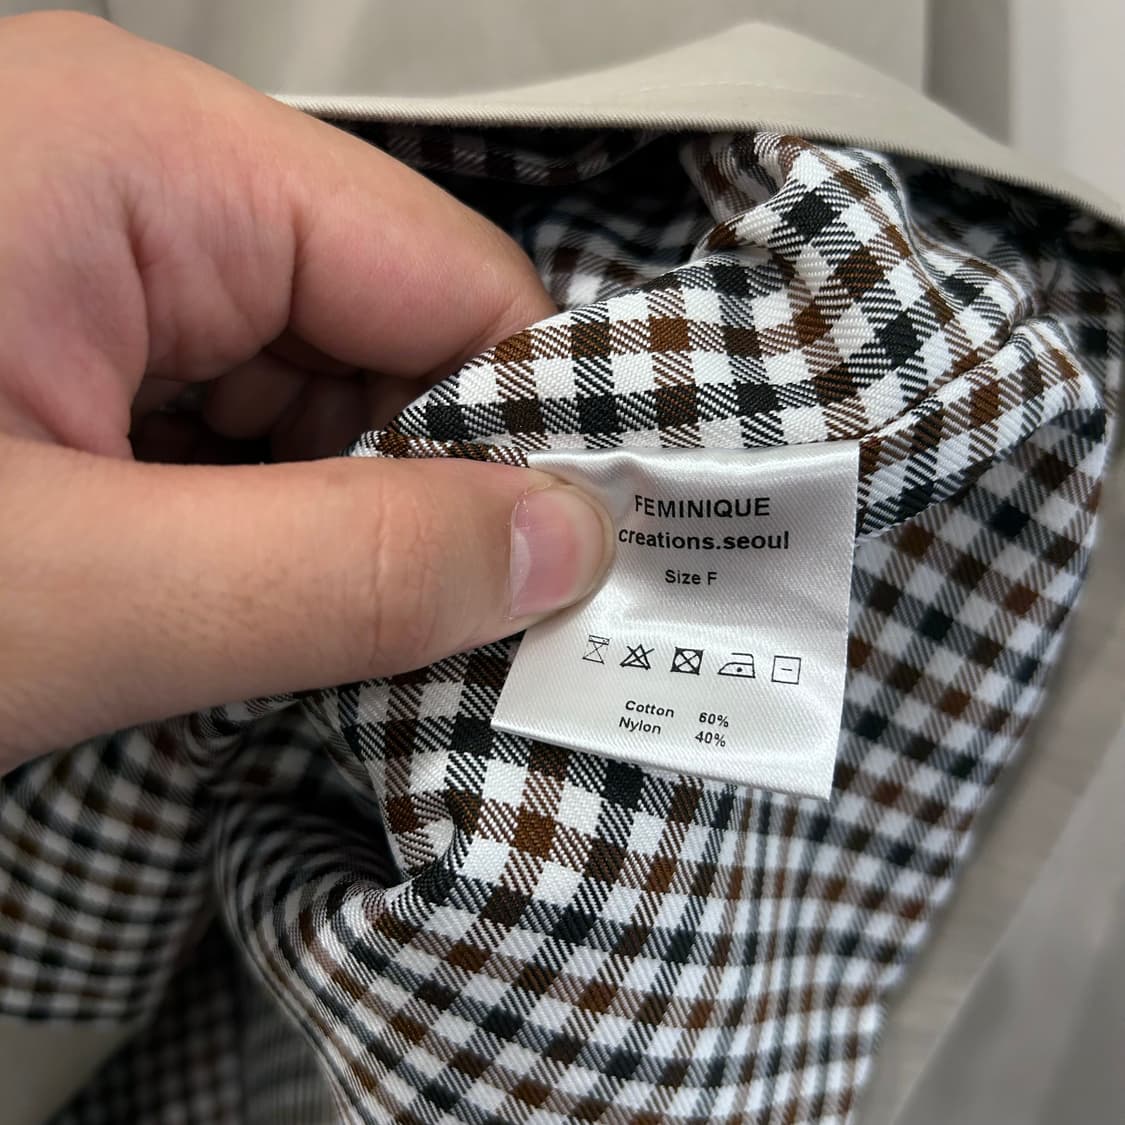 FEMINIQUE
creations.seoul
Size F
Cotton 60%
Nylon 40%